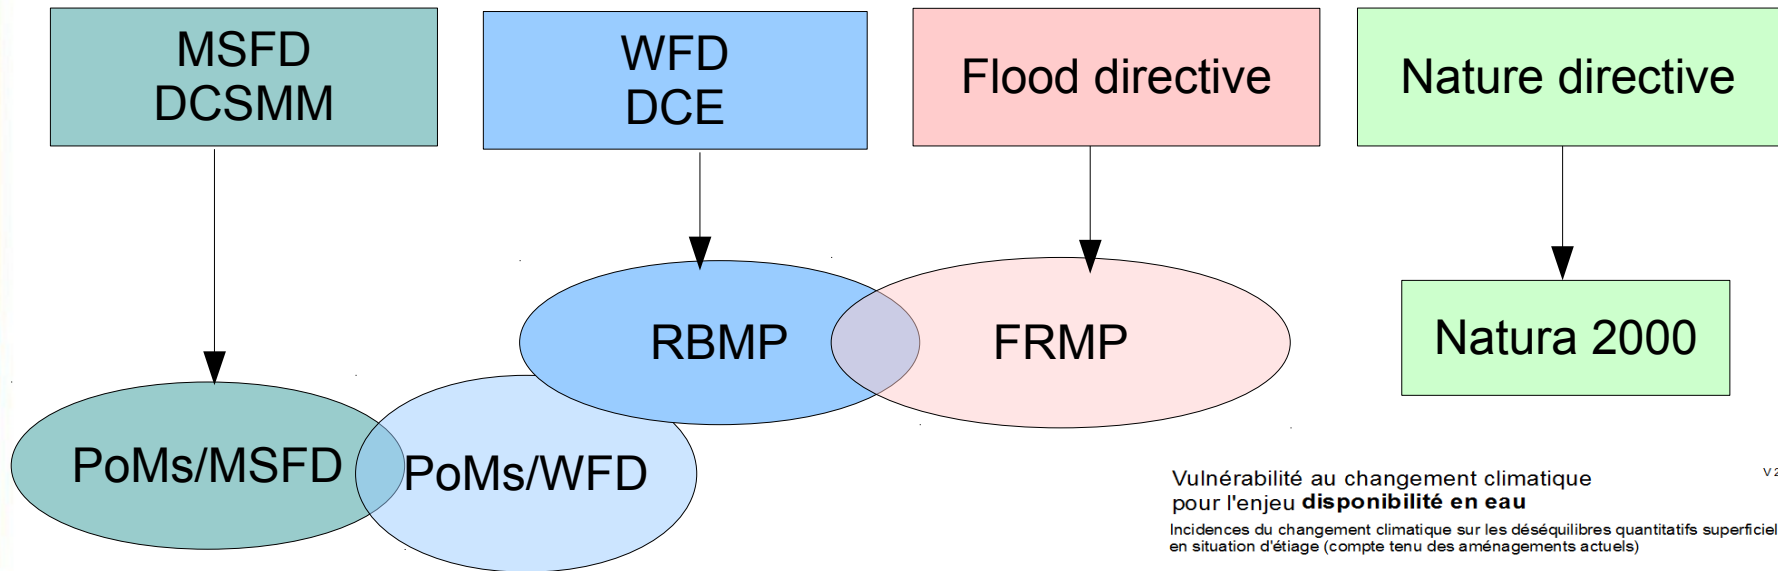 MSFD
DCSMM
WFD
DCE
Flood directive
Nature directive
RBMP
FRMP
Natura 2000
PoMs/MSFD
PoMs/WFD
Vulnérabilité au changement climatique
pour l'enjeu disponibilité en eau
V 2
Incidences du changement climatique sur les déséquilibres quantitatifs superficiel
en situation d'étiage (compte tenu des aménagements actuels)